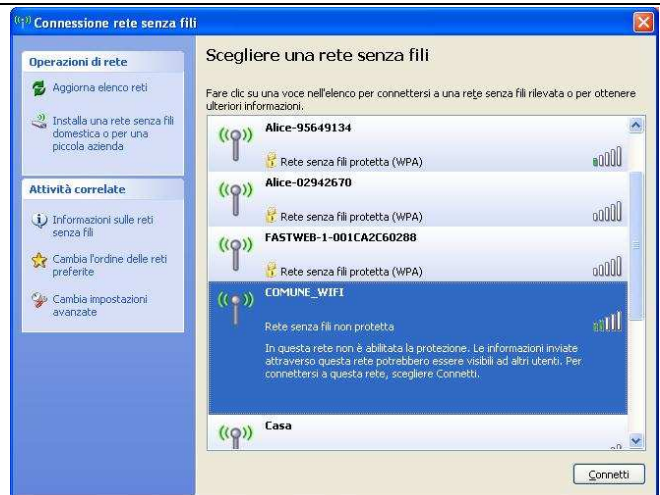 Connessione rete senza fili
Operazioni di rete
Aggiorna elenco reti
Installa una rete senza fili
domestica o per una
piccola azienda
Attività correlate
Informazioni sulle reti
senza fili
Cambia l'ordine delle reti
preferite
Cambia impostazioni
avanzate
Scegliere una rete senza fili
Fare clic su una voce nell'elenco per connettersi a una rete senza fili rilevata o per ottenere
ulteriori informazioni.
Alice-95649134
Rete senza fili protetta (WPA)
Alice-02942670
Rete senza fili protetta (WPA)
FASTWEB-1-001CA2C60288
Rete senza fili protetta (WPA)
COMUNE_WIFI
Rete senza fili non protetta
In questa rete non è abilitata la protezione. Le informazioni inviate
attraverso questa rete potrebbero essere visibili ad altri utenti. Per
connettersi a questa rete, scegliere Connetti.
Casa
Connetti